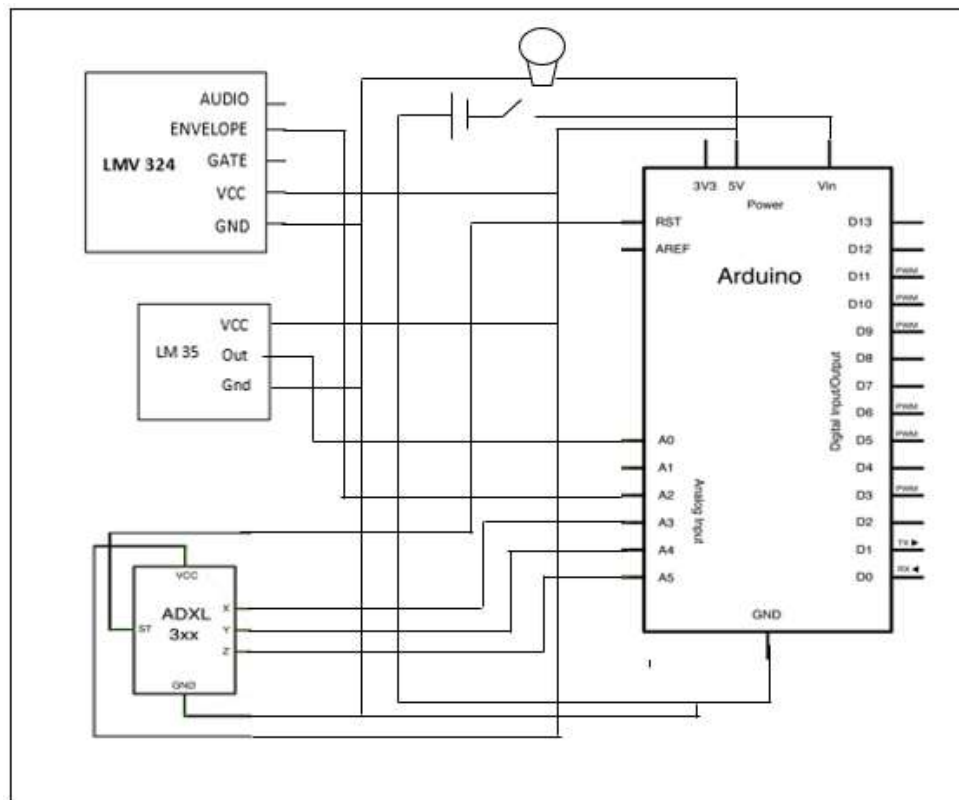 AUDIO
ENVELOPE
LMV 324
GATE
VCC
GND
VCC
LM 35
Out
Gnd
VCC
ADXL
3xx
ST
X
Y
Z
GND
3V3 5V Vin
Power
RST
AREF
Arduino
A0
A1
A2
A3
A4
A5
Analog Input
D13
D12
D11 PWM
D10 PWM
D9 PWM
D8
D7
D6 PWM
D5 PWM
D4
D3 PWM
D2
D1 TX ▶
D0 RX ◀
Digital Input/Output
GND